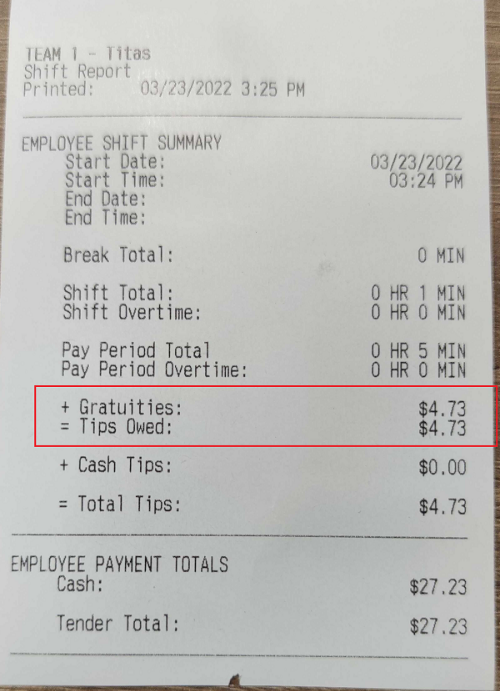 TEAM 1 - Titas
Shift Report
Printed: 03/23/2022 3:25 PM
EMPLOYEE SHIFT SUMMARY
Start Date: 03/23/2022
Start Time: 03:24 PM
End Date:
End Time:
Break Total: 0 MIN
Shift Total: 0 HR 1 MIN
Shift Overtime: 0 HR 0 MIN
Pay Period Total 0 HR 5 MIN
Pay Period Overtime: 0 HR 0 MIN
+ Gratuities: $4.73
= Tips Owed: $4.73
+ Cash Tips: $0.00
= Total Tips: $4.73
EMPLOYEE PAYMENT TOTALS
Cash: $27.23
Tender Total: $27.23